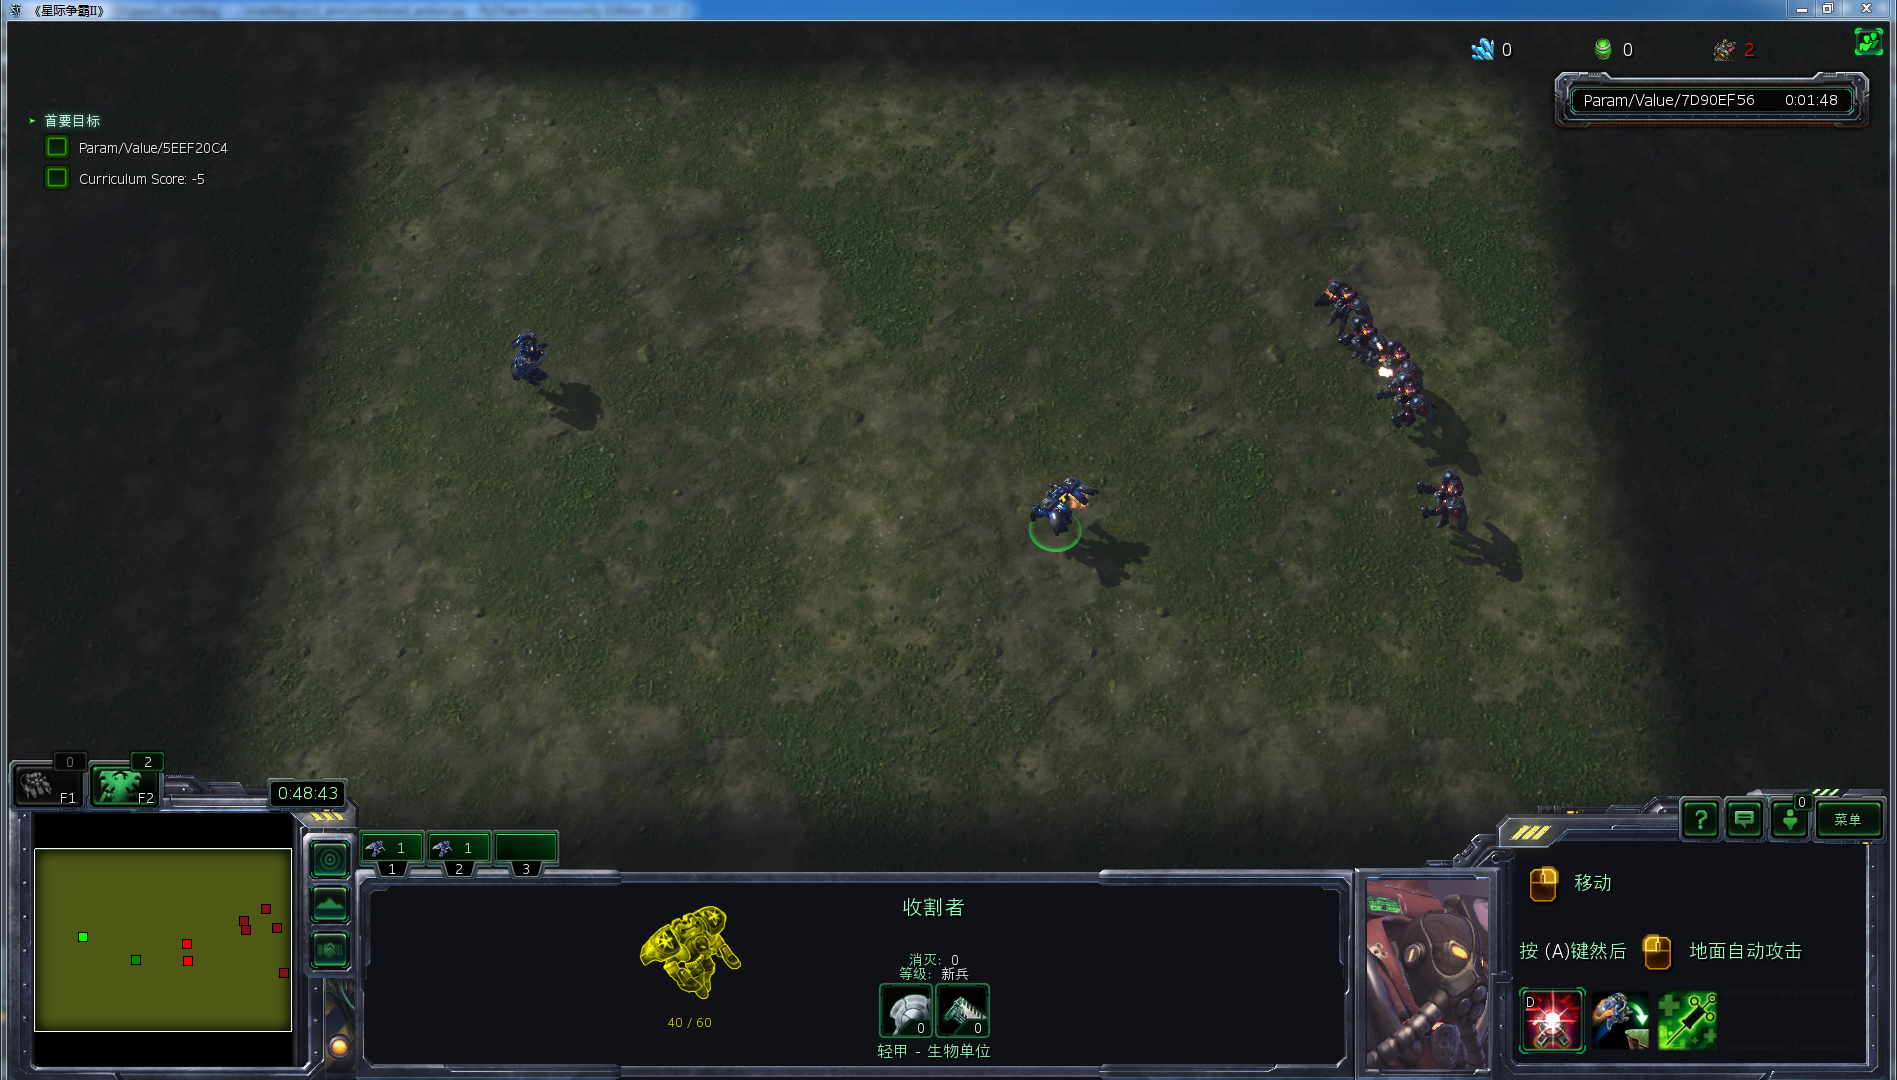 《星际争霸II》
0
0
2
Param/Value/7D90EF56 0:01:48
首要目标
Param/Value/5EEF20C4
Curriculum Score: -5
0
F1
2
F2
0:48:43
1
1
1
2
3
收割者
消灭: 0
等级: 新兵
0
0
轻甲 - 生物单位
40 / 60
?
0
菜单
移动
按 (A)键然后 地面自动攻击
D